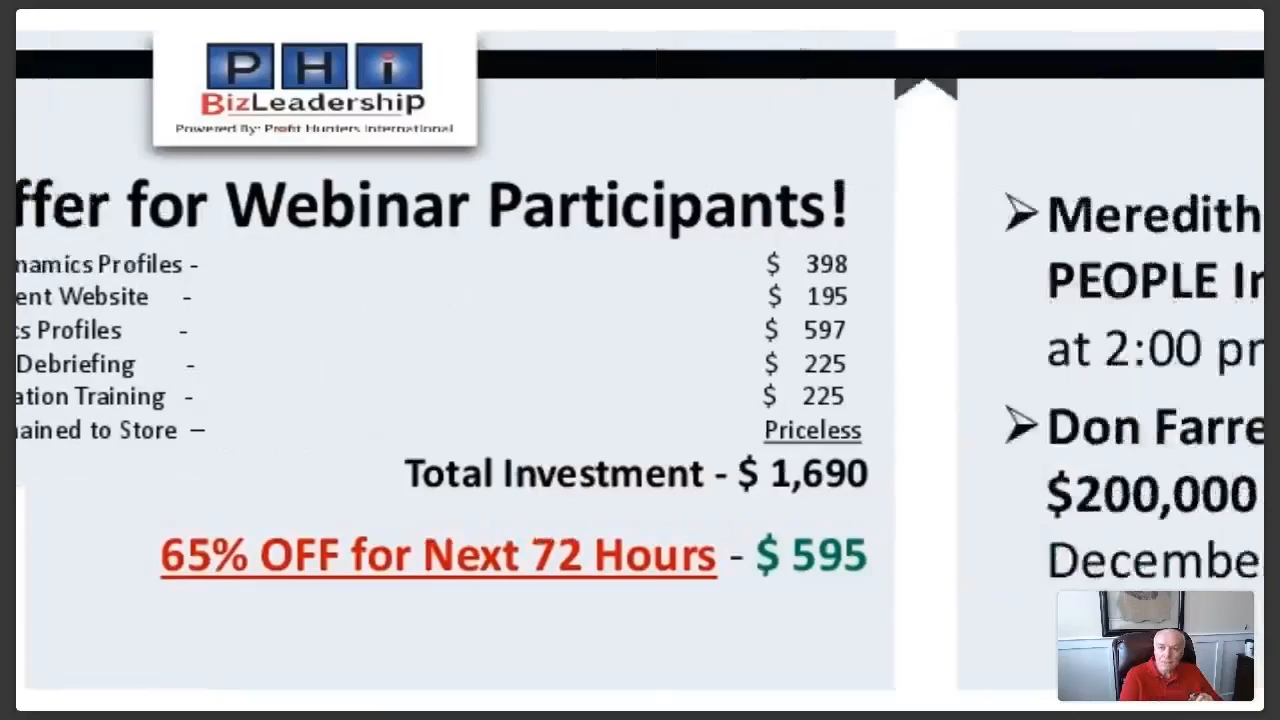 PHi
BizLeadership
Powered By: Profit Hunters International
ffer for Webinar Participants!
namics Profiles - $ 398
ent Website - $ 195
cs Profiles - $ 597
Debriefing - $ 225
ation Training - $ 225
ained to Store – Priceless
Total Investment - $ 1,690
65% OFF for Next 72 Hours - $ 595
➢ Meredith
PEOPLE In
at 2:00 pr
➢ Don Farre
$200,000
Decembe